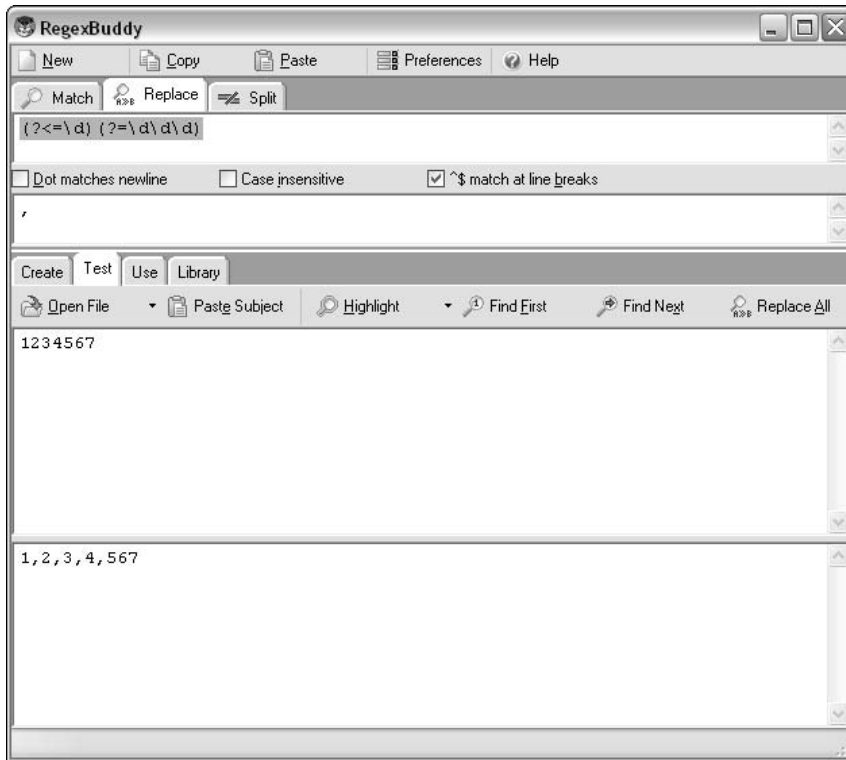 RegexBuddy
New Copy Paste Preferences Help
Match Replace Split
(?<=\d)(?=\d\d\d)
Dot matches newline Case insensitive ^$ match at line breaks
,
Create Test Use Library
Open File Paste Subject Highlight Find First Find Next Replace All
1234567
1,2,3,4,567